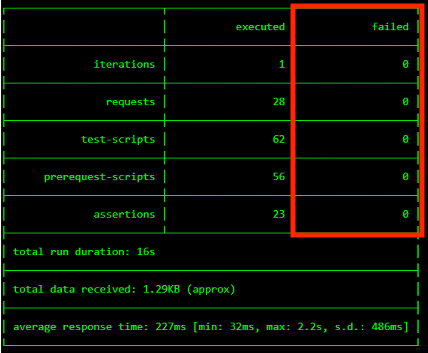 executed failed
iterations 1 0
requests 28 0
test-scripts 62 0
prerequest-scripts 56 0
assertions 23 0
total run duration: 16s
total data received: 1.29KB (approx)
average response time: 227ms [min: 32ms, max: 2.2s, s.d.: 486ms]